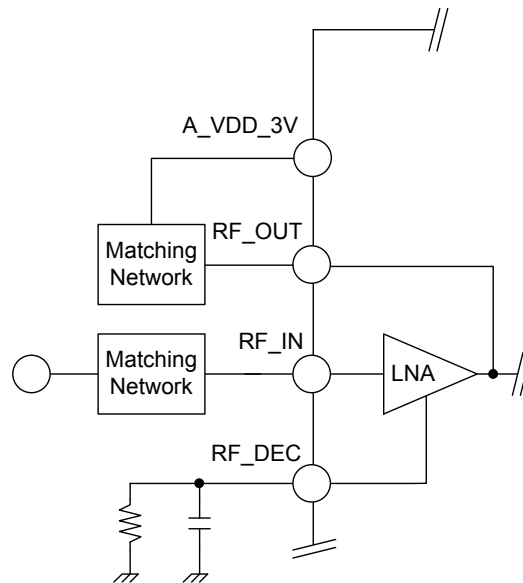 A_VDD_3V
RF_OUT
Matching
Network
RF_IN
Matching
Network
LNA
RF_DEC